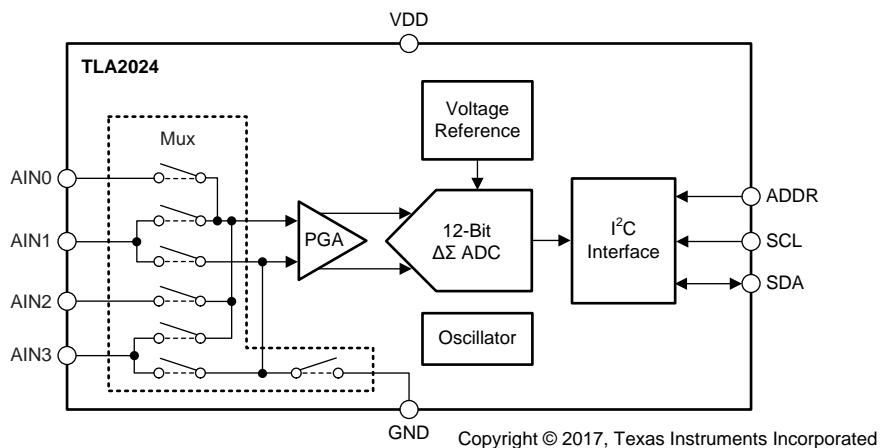 VDD
TLA2024
Mux
Voltage
Reference
AIN0
AIN1
AIN2
AIN3
PGA
12-Bit
ΔΣ ADC
Oscillator
I²C
Interface
ADDR
SCL
SDA
GND
Copyright © 2017, Texas Instruments Incorporated